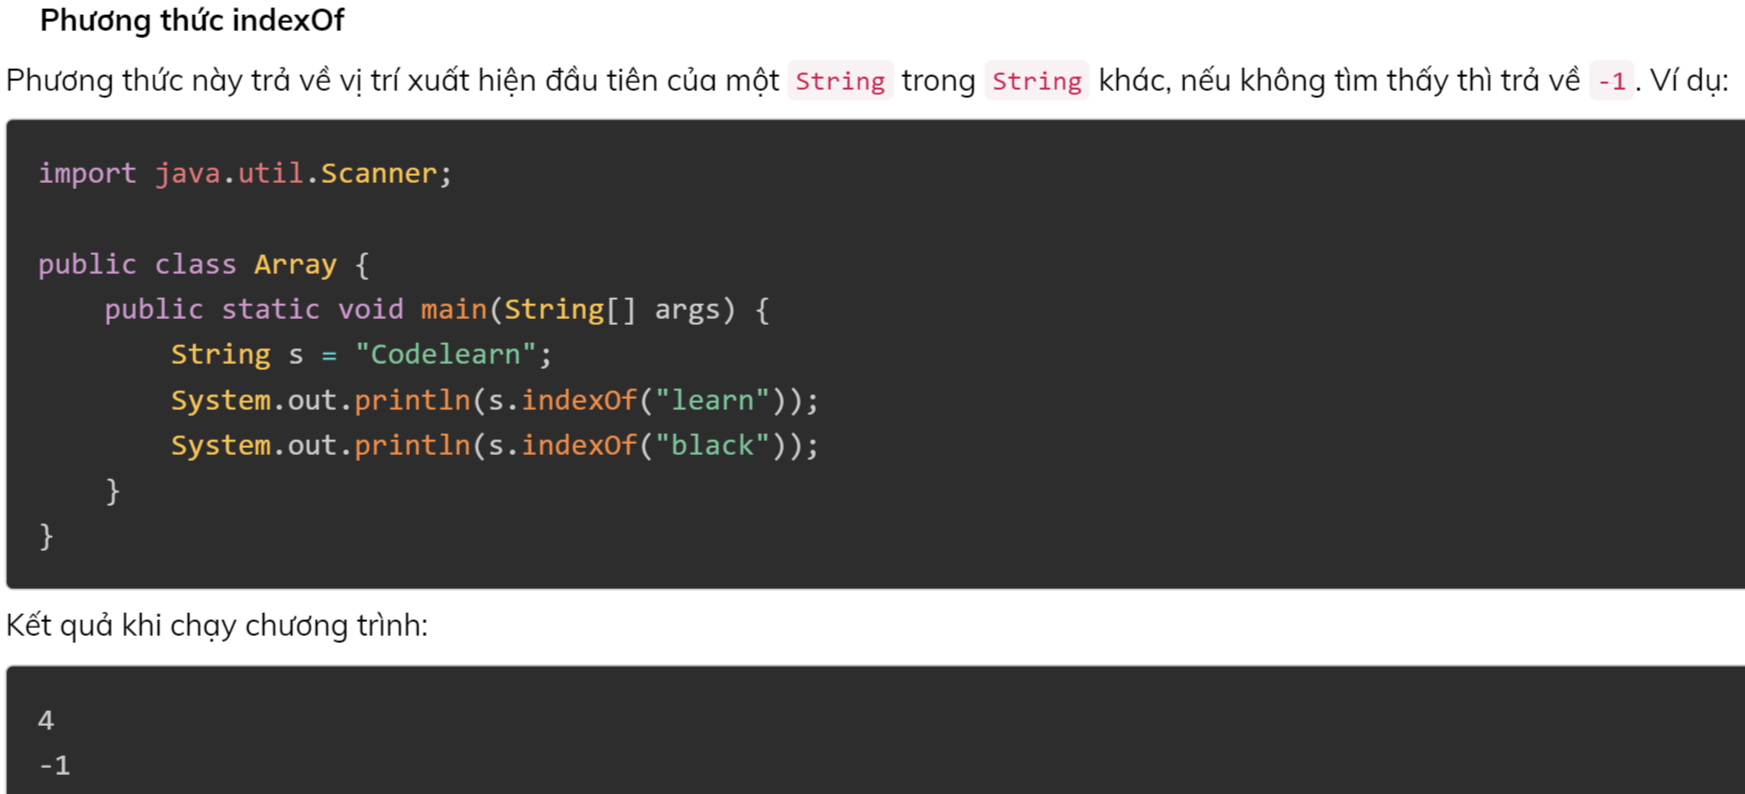 Phương thức indexOf
Phương thức này trả về vị trí xuất hiện đầu tiên của một String trong String khác, nếu không tìm thấy thì trả về -1. Ví dụ:
import java.util.Scanner;
public class Array {
    public static void main(String[] args) {
        String s = "Codelearn";
        System.out.println(s.indexOf("learn"));
        System.out.println(s.indexOf("black"));
    }
}
Kết quả khi chạy chương trình:
4
-1